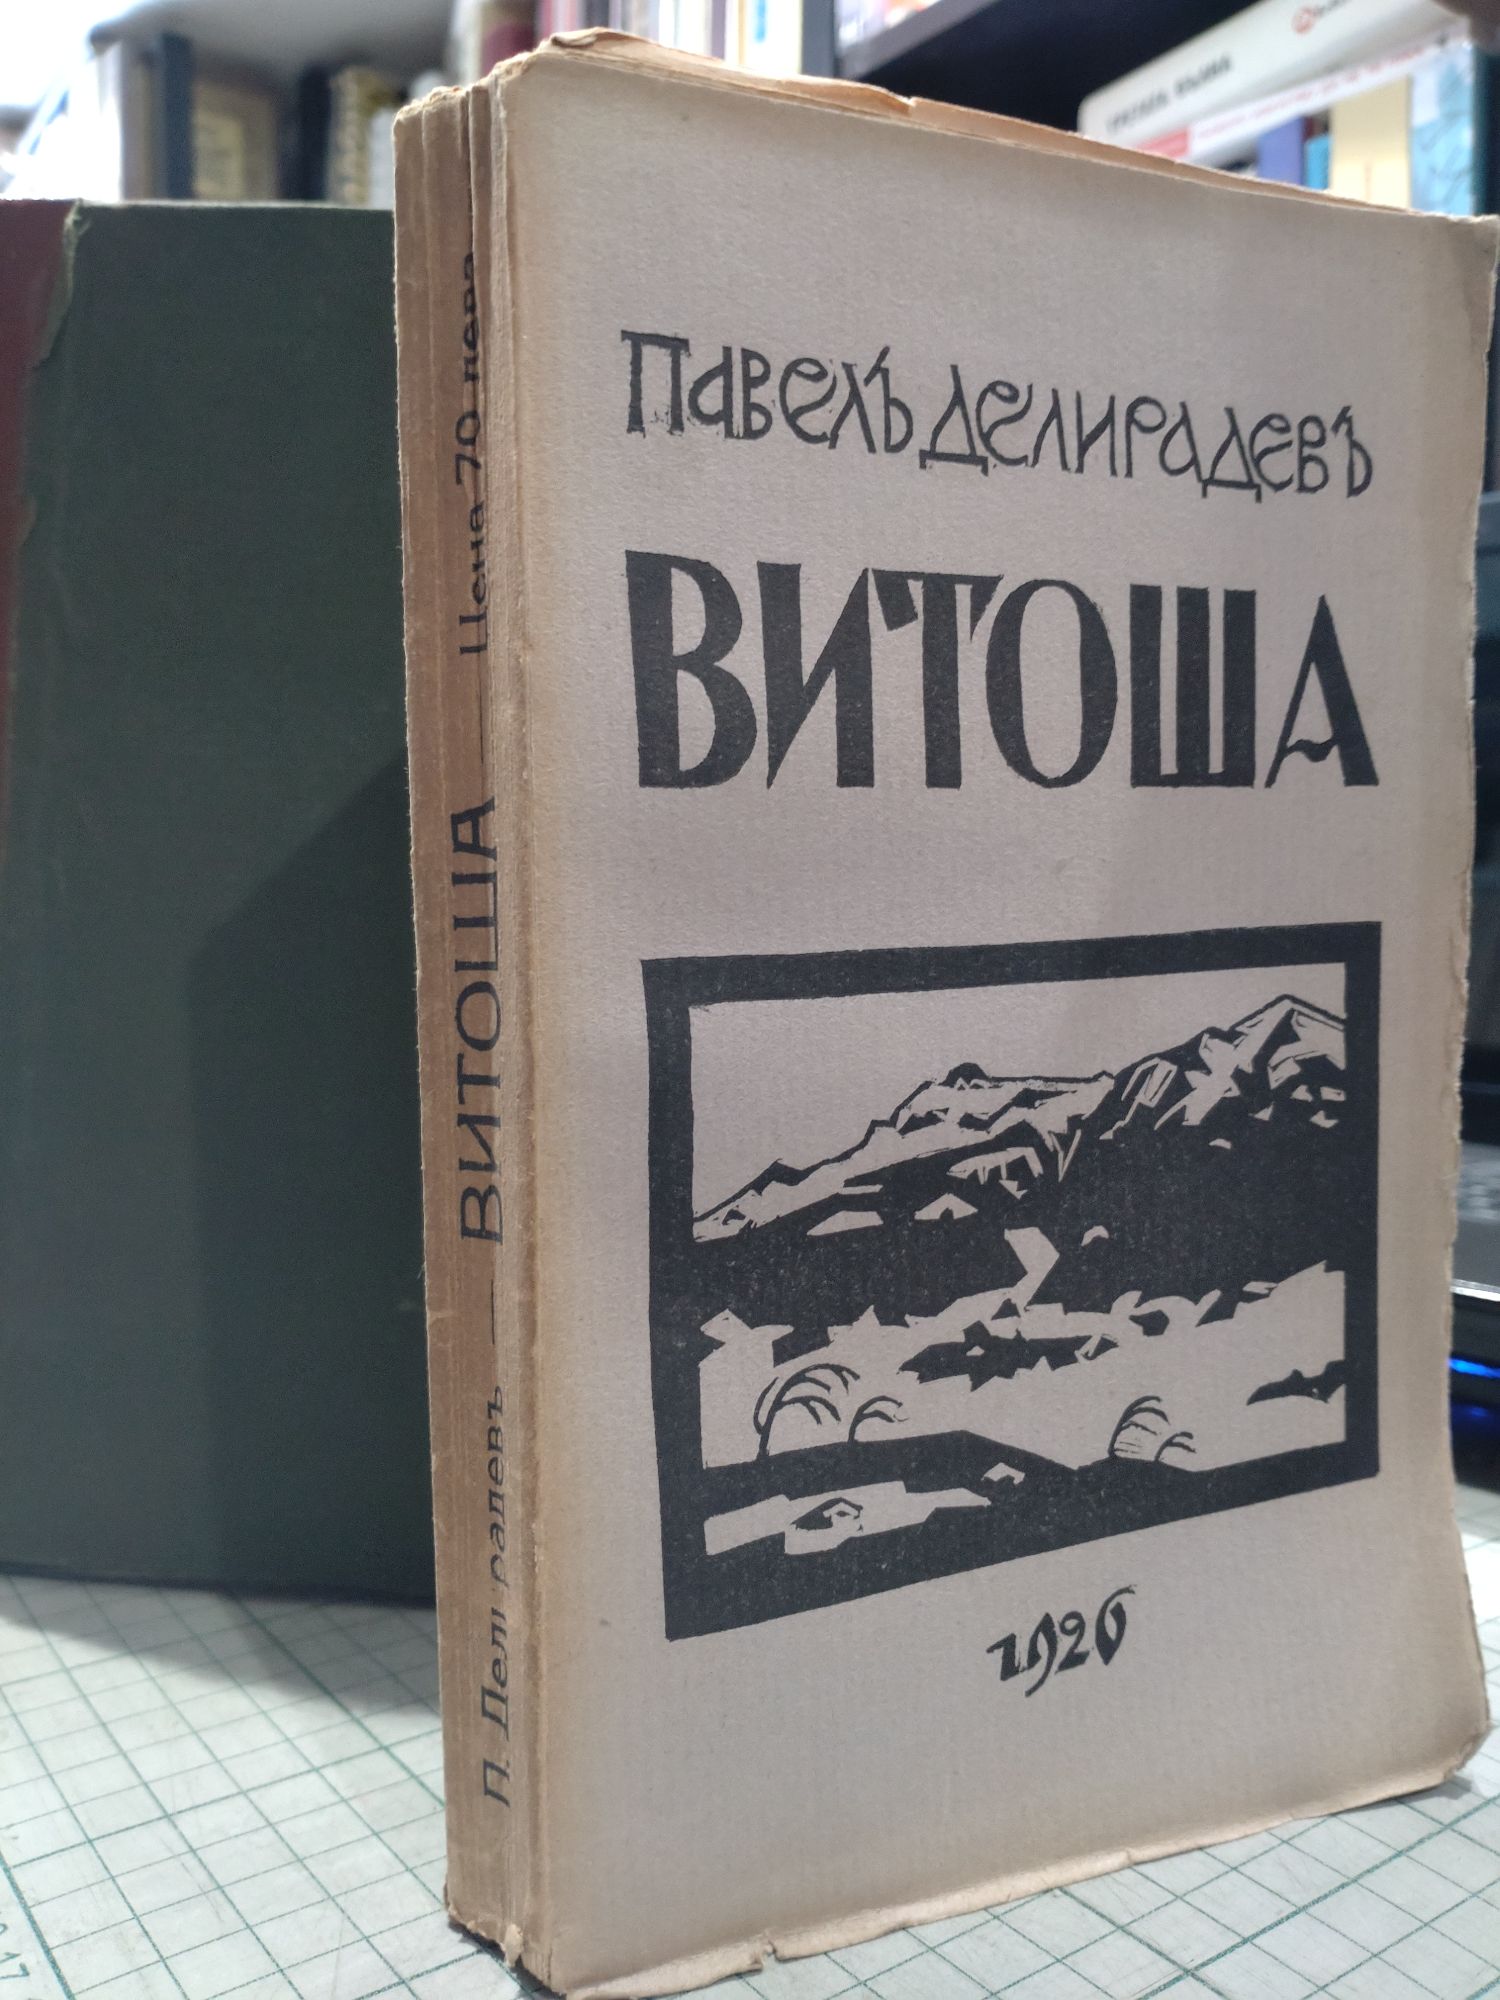 Павелъ Делирадевъ
ВИТОША
1926
П. Делирадевъ — ВИТОША — Цена 70 лева